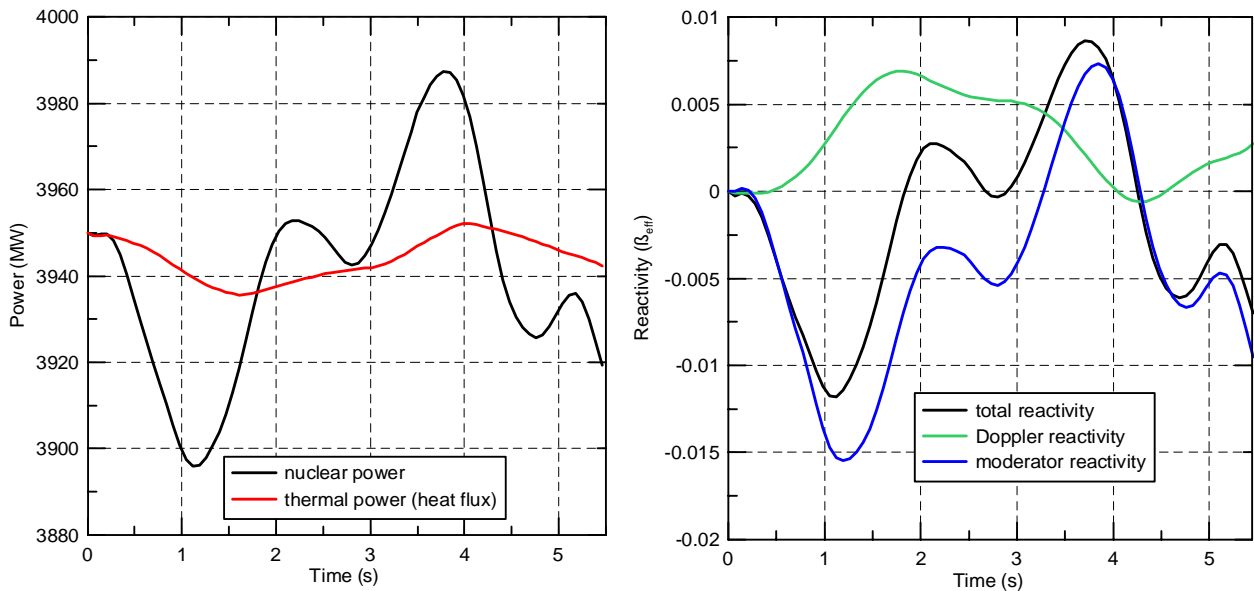 4000
3980
3960
3940
3920
3900
3880
Power (MW)
0 1 2 3 4 5
Time (s)
nuclear power
thermal power (heat flux)
0.01
0.005
0
-0.005
-0.01
-0.015
-0.02
Reactivity (ß_eff)
0 1 2 3 4 5
Time (s)
total reactivity
Doppler reactivity
moderator reactivity